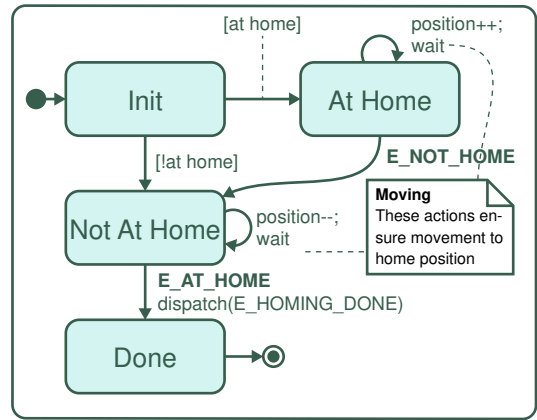 [at home]
position++;
wait
Init
At Home
[!at home]
E_NOT_HOME
Not At Home
position--;
wait
Moving
These actions en-
sure movement to
home position
E_AT_HOME
dispatch(E_HOMING_DONE)
Done